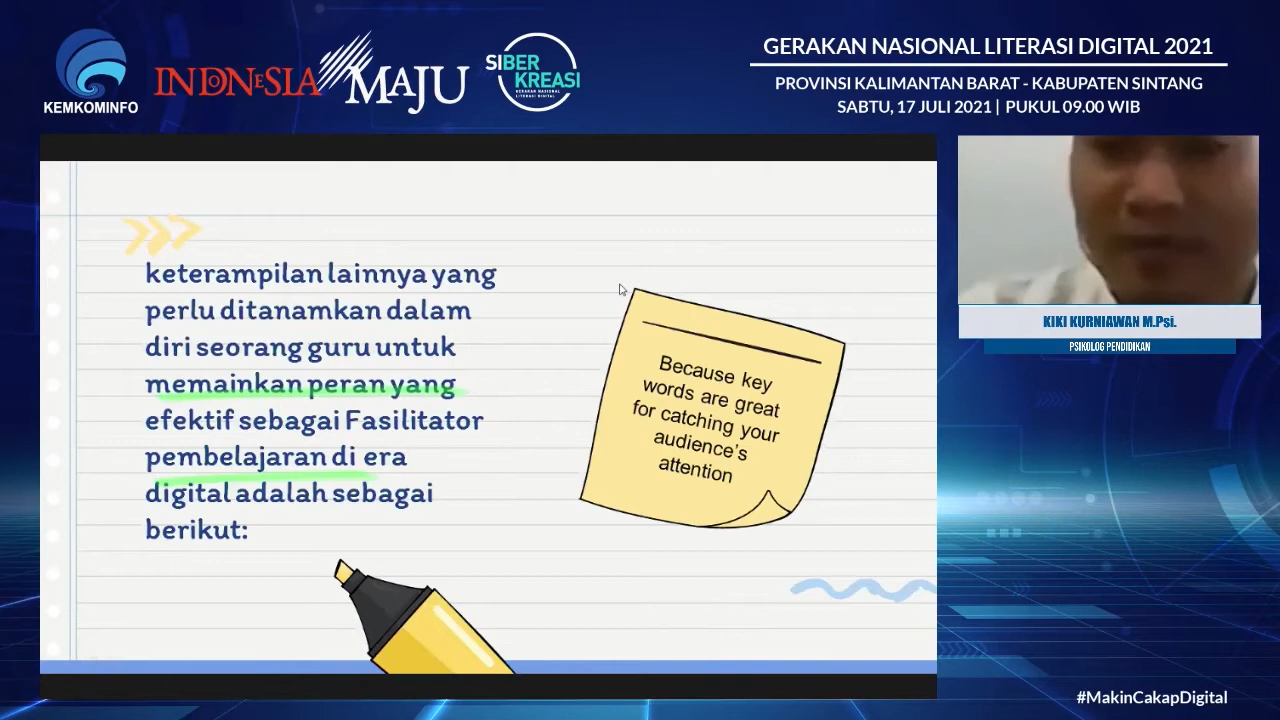 KEMKOMINFO
INDONESIA MAJU
SIBER KREASI
GERAKAN NASIONAL LITERASI DIGITAL
GERAKAN NASIONAL LITERASI DIGITAL 2021
PROVINSI KALIMANTAN BARAT - KABUPATEN SINTANG
SABTU, 17 JULI 2021 | PUKUL 09.00 WIB
keterampilan lainnya yang
perlu ditanamkan dalam
diri seorang guru untuk
memainkan peran yang
efektif sebagai Fasilitator
pembelajaran di era
digital adalah sebagai
berikut:
Because key
words are great
for catching your
audience's
attention
KIKI KURNIAWAN M.Psi.
PSIKOLOG PENDIDIKAN
#MakinCakapDigital